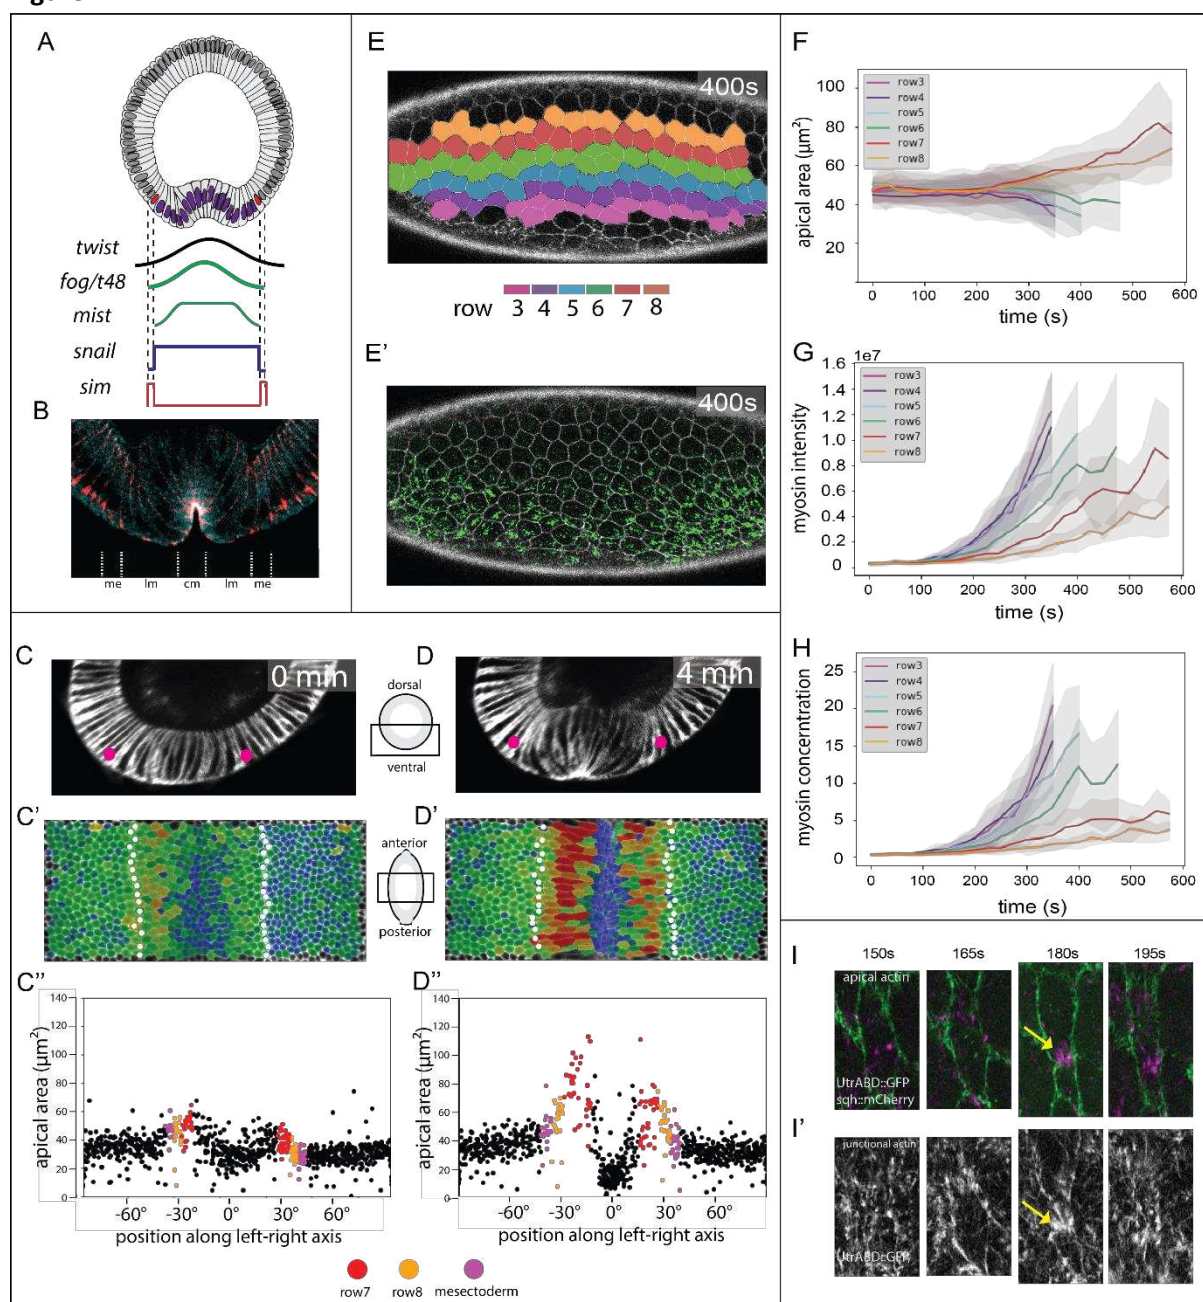 A
twist
fog/t48
mist
snail
sim
B
me lm cm lm me
E
400s
row 3 4 5 6 7 8
E'
400s
F
row3
row4
row5
row6
row7
row8
apical area (µm²)
100
80
60
40
20
0 100 200 300 400 500 600
time (s)
G
1e7
row3
row4
row5
row6
row7
row8
myosin intensity
1.6
1.4
1.2
1.0
0.8
0.6
0.4
0.2
0
0 100 200 300 400 500 600
time (s)
H
row3
row4
row5
row6
row7
row8
myosin concerntration
25
20
15
10
5
0
0 100 200 300 400 500 600
time (s)
C
0 min
dorsal
ventral
D
4 min
C'
anterior
posterior
D'
C''
apical area (µm²)
140
120
100
80
60
40
20
0
-60° -30° 0° 30° 60°
position along left-right axis
D''
apical area (µm²)
140
120
100
80
60
40
20
0
-60° -30° 0° 30° 60°
position along left-right axis
row7 row8 mesectoderm
I
150s 165s 180s 195s
apical actin
UtrABD::GFP
sqh::mCherry
I'
junctional actin
UtrABD::GFP